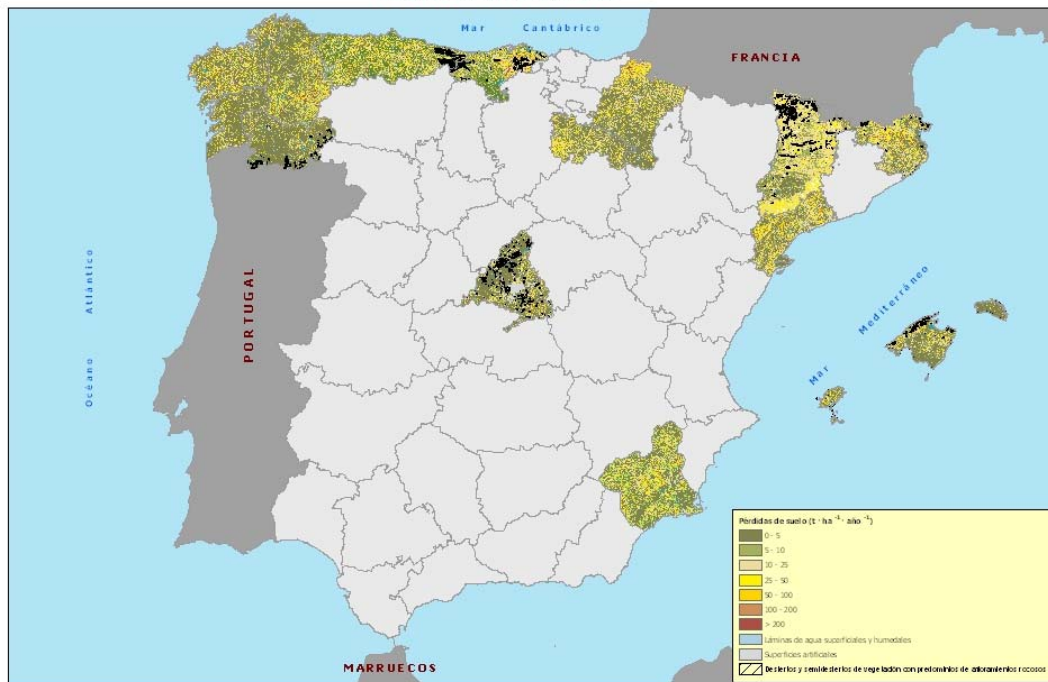 Mar Cantábrico
FRANCIA
Océano Atlántico
PORTUGAL
Mar Mediterráneo
MARRUECOS
Pérdidas de suelo (t · ha -1 · año -1)
0 - 5
5 - 10
10 - 25
25 - 50
50 - 100
100 - 200
> 200
Láminas de agua superficiales y humedales
Superficies artificiales
Desiertos y semidesiertos de vegetación con predominios de afloramientos rocosos